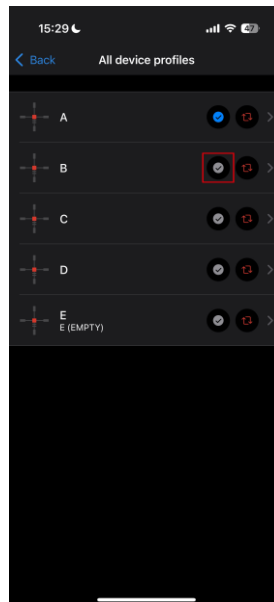 15:29
47
Back
All device profiles
A
B
C
D
E
E (EMPTY)